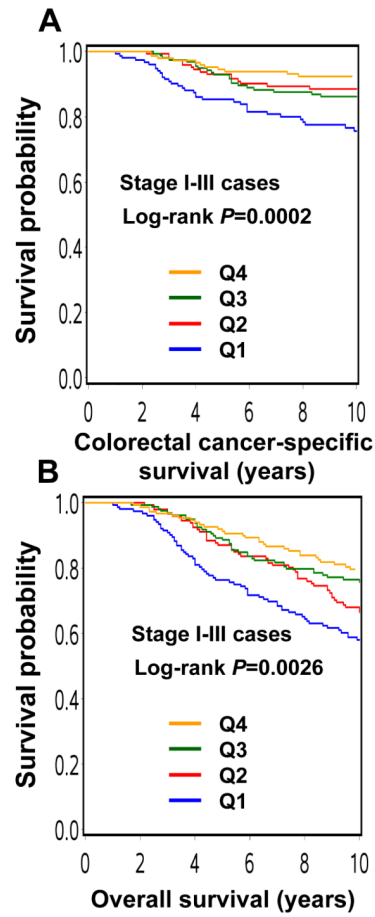 A
Survival probability
1.0
0.8
0.6
0.4
0.2
0.0
Stage I-III cases
Log-rank P=0.0002
Q4
Q3
Q2
Q1
0 2 4 6 8 10
Colorectal cancer-specific
survival (years)
B
Survival probability
1.0
0.8
0.6
0.4
0.2
0.0
Stage I-III cases
Log-rank P=0.0026
Q4
Q3
Q2
Q1
0 2 4 6 8 10
Overall survival (years)